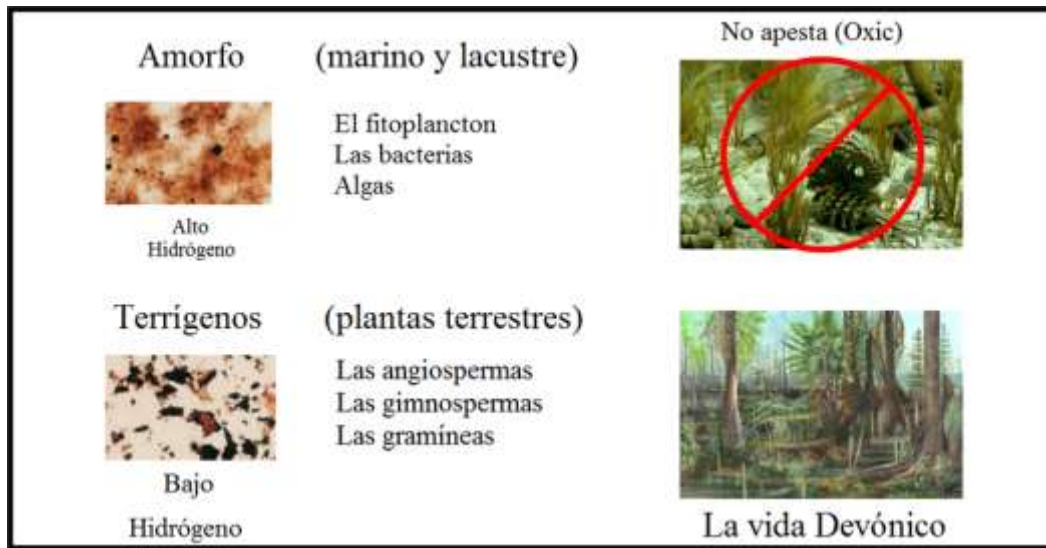 Amorfo (marino y lacustre)
El fitoplancton
Las bacterias
Algas
Alto
Hidrógeno
No apesta (Oxic)
Terrígenos (plantas terrestres)
Las angiospermas
Las gimnospermas
Las gramíneas
Bajo
Hidrógeno
La vida Devónico